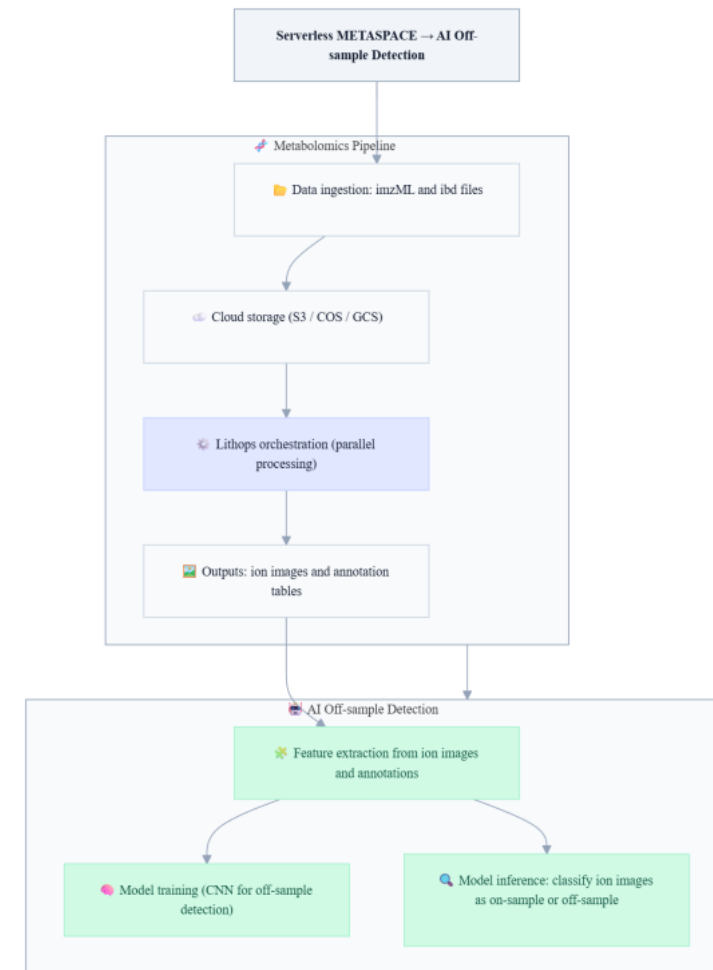 Serverless METASPACE → AI Off-
sample Detection
Metabolomics Pipeline
Data ingestion: imzML and ibd files
Cloud storage (S3 / COS / GCS)
Lithops orchestration (parallel
processing)
Outputs: ion images and annotation
tables
AI Off-sample Detection
Feature extraction from ion images
and annotations
Model training (CNN for off-sample
detection)
Model inference: classify ion images
as on-sample or off-sample